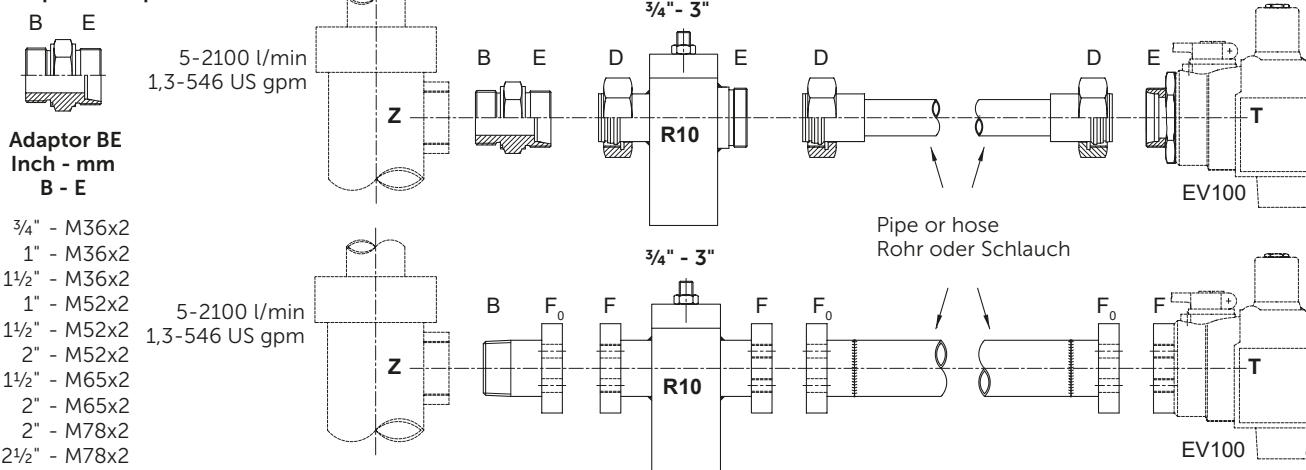 B E
Adaptor BE
Inch - mm
B - E
¾" - M36x2
1" - M36x2
1½" - M36x2
1" - M52x2
1½" - M52x2
2" - M52x2
1½" - M65x2
2" - M65x2
2" - M78x2
2½" - M78x2
¾"- 3"
5-2100 l/min
1,3-546 US gpm
Z
B E D E D D E
R10
T
EV100
Pipe or hose
Rohr oder Schlauch
¾" - 3"
5-2100 l/min
1,3-546 US gpm
Z
B F₀ F F F₀ F₀ F
R10
T
EV100